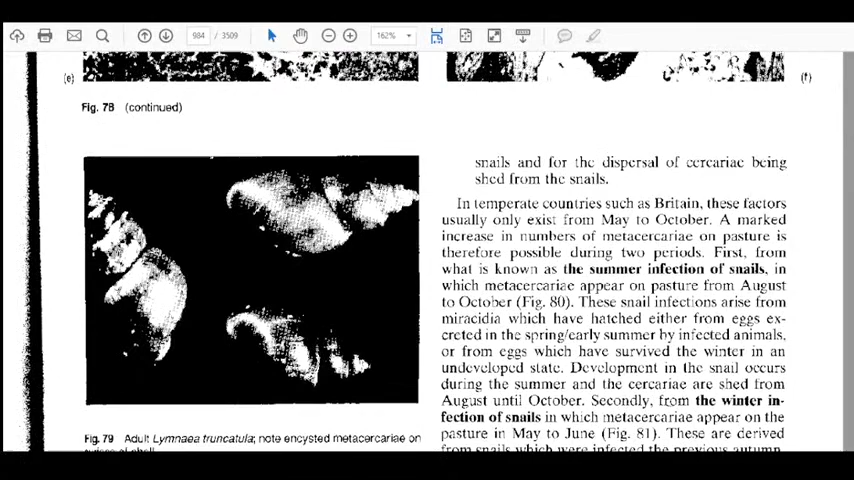 984 / 3509
162%
(e)
(f)
Fig. 78 (continued)
snails and for the dispersal of cercariae being
shed from the snails.
In temperate countries such as Britain, these factors
usually only exist from May to October. A marked
increase in numbers of metacercariae on pasture is
therefore possible during two periods. First, from
what is known as the summer infection of snails, in
which metacercariae appear on pasture from August
to October (Fig. 80). These snail infections arise from
miracidia which have hatched either from eggs ex-
creted in the spring/early summer by infected animals,
or from eggs which have survived the winter in an
undeveloped state. Development in the snail occurs
during the summer and the cercariae are shed from
August until October. Secondly, from the winter in-
fection of snails in which metacercariae appear on the
pasture in May to June (Fig. 81). These are derived
from snails which were infected the previous autumn,
Fig. 79 Adult Lymnaea truncatula; note encysted metacercariae on